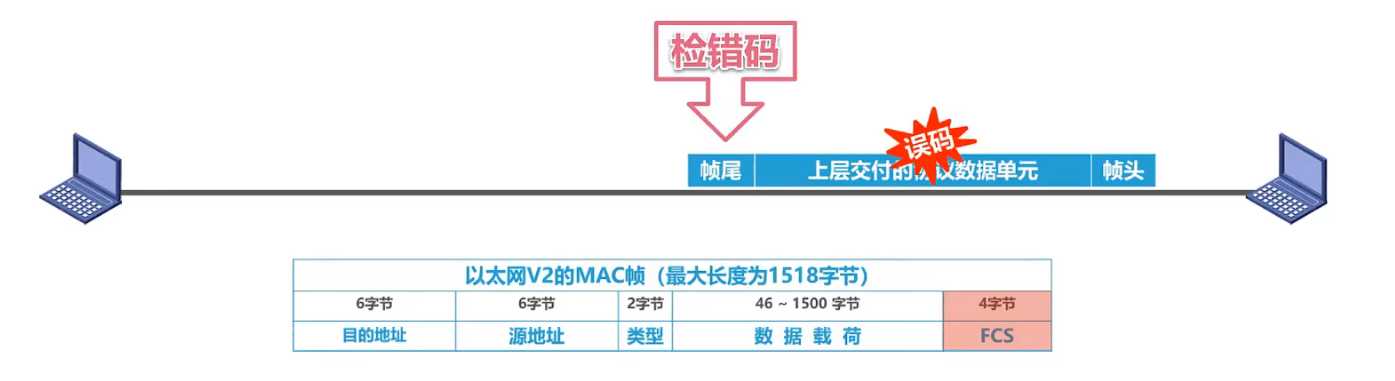 检错码
误码
帧尾 上层交付的协议数据单元 帧头
以太网V2的MAC帧（最大长度为1518字节）
6字节 6字节 2字节 46 ~ 1500 字节 4字节
目的地址 源地址 类型 数 据 载 荷 FCS